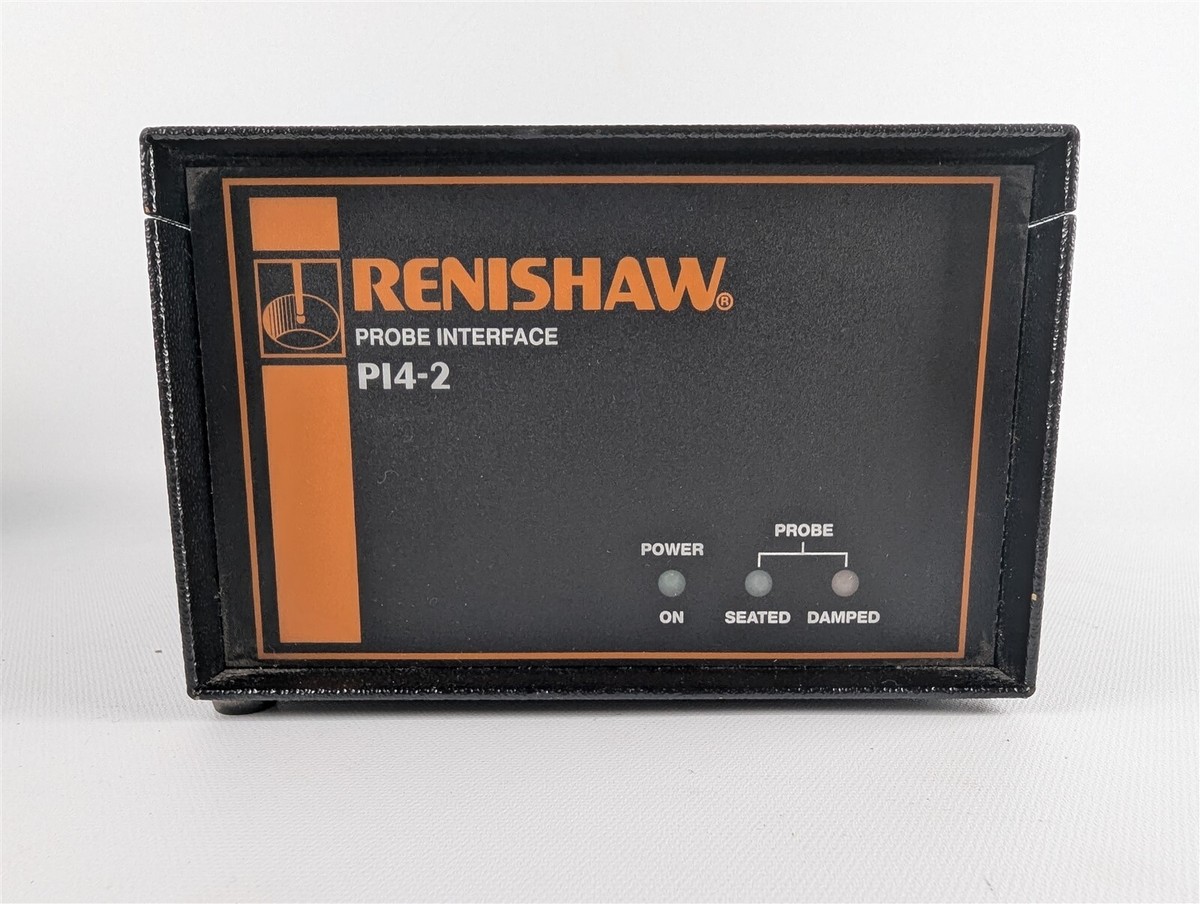 RENISHAW®
PROBE INTERFACE
PI4-2
PROBE
POWER
ON
SEATED
DAMPED